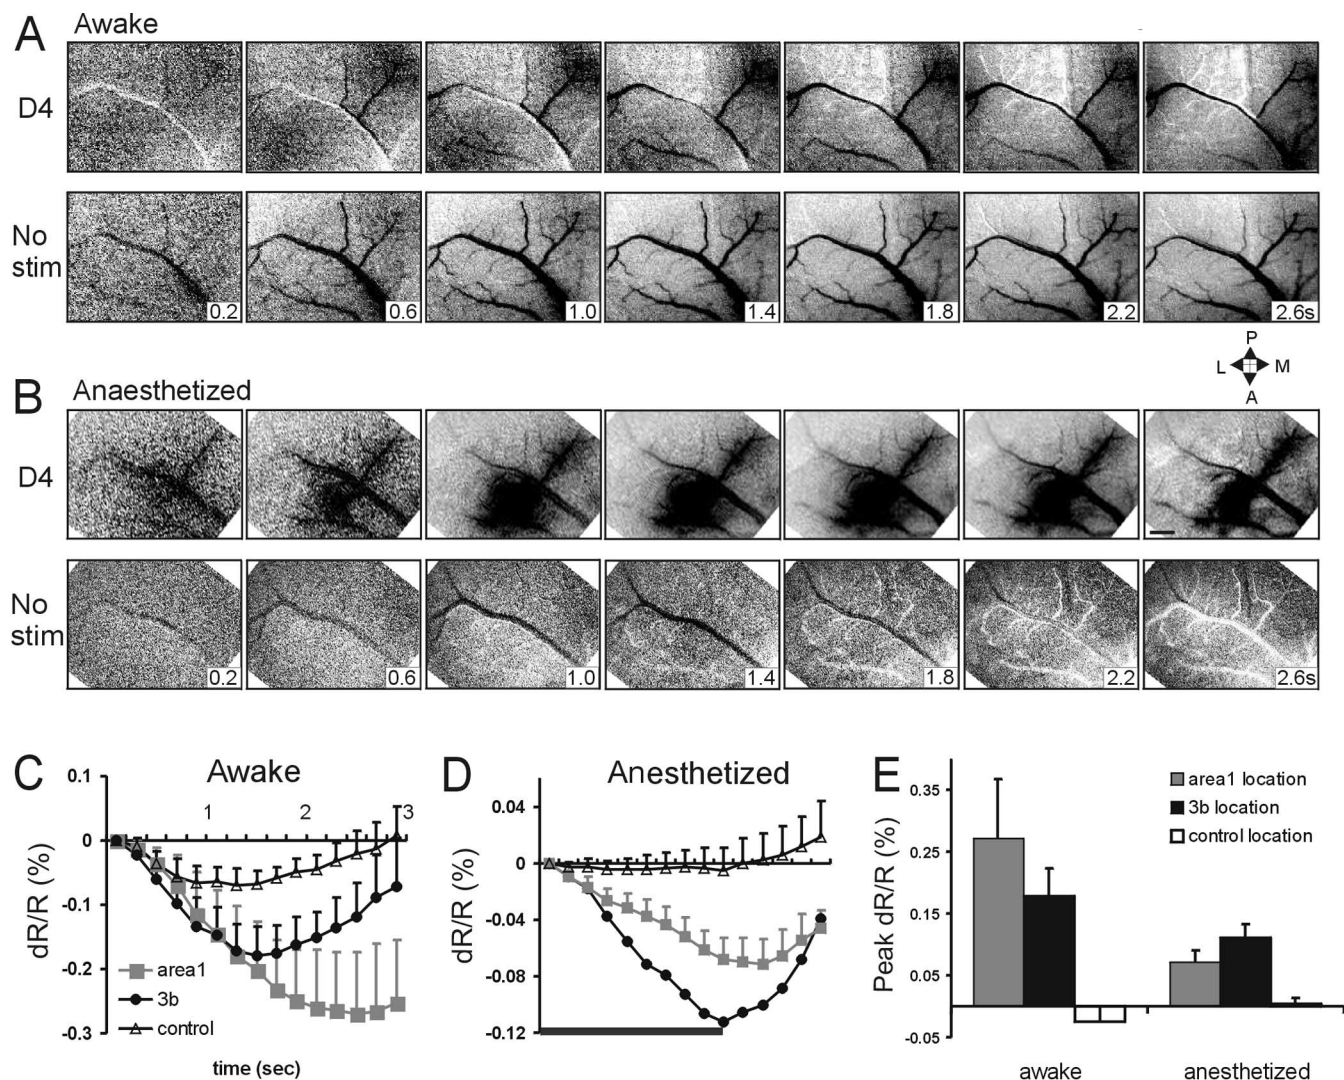 A Awake
D4
No
stim
0.2 0.6 1.0 1.4 1.8 2.2 2.6s
P
L M
A
B Anaesthetized
D4
No
stim
0.2 0.6 1.0 1.4 1.8 2.2 2.6s
C Awake
0.1
1 2 3
0
-0.1
-0.2
-0.3
dR/R (%)
area1
3b
control
time (sec)
D Anesthetized
0.04
0
-0.04
-0.08
-0.12
dR/R (%)
E
0.35
0.25
0.15
0.05
-0.05
Peak dR/R (%)
area1 location
3b location
control location
awake anesthetized